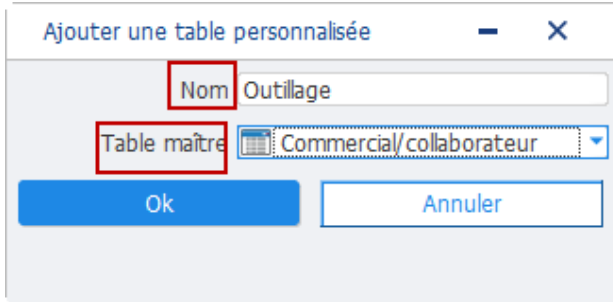 Ajouter une table personnalisée
Nom Outillage
Table maître Commercial/collaborateur
Ok Annuler